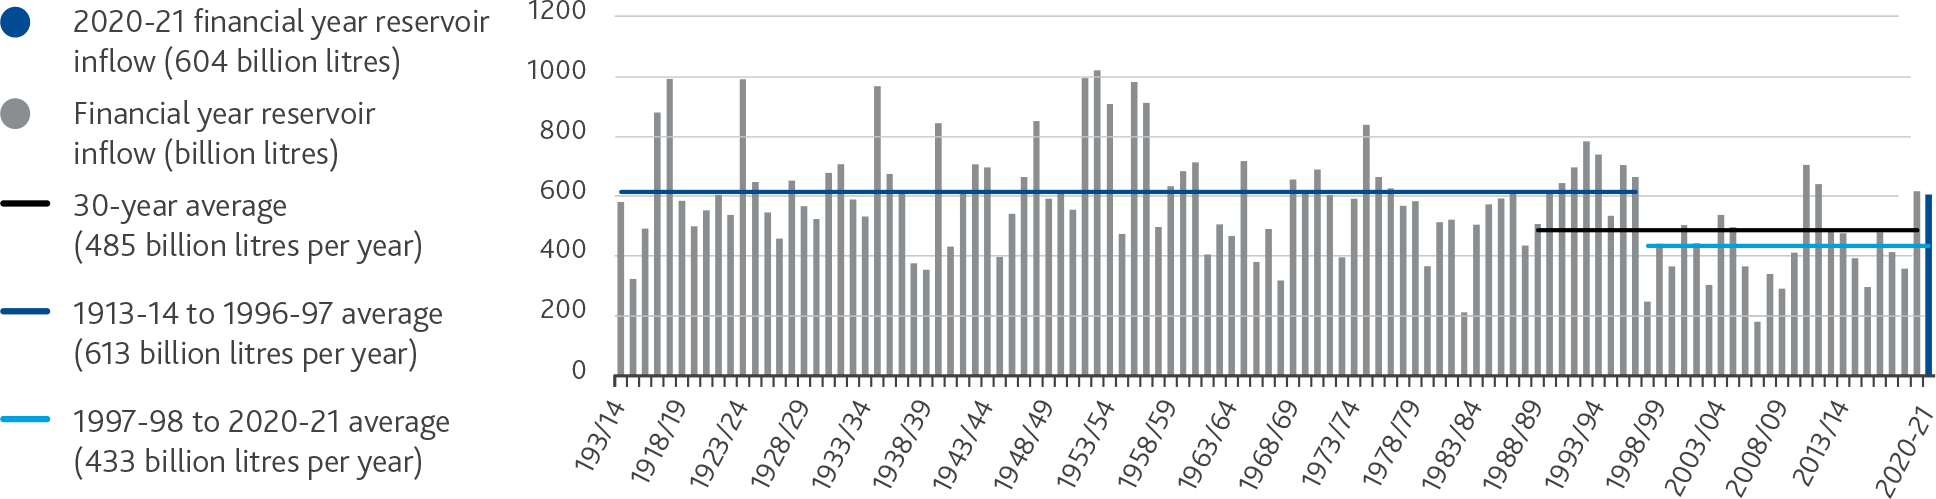 2020-21 financial year reservoir
inflow (604 billion litres)
Financial year reservoir
inflow (billion litres)
30-year average
(485 billion litres per year)
1913-14 to 1996-97 average
(613 billion litres per year)
1997-98 to 2020-21 average
(433 billion litres per year)
1200
1000
800
600
400
200
0
193/14
1918/19
1923/24
1928/29
1933/34
1938/39
1943/44
1948/49
1953/54
1958/59
1963/64
1968/69
1973/74
1978/79
1983/84
1988/89
1993/94
1998/99
2003/04
2008/09
2013/14
2020-21